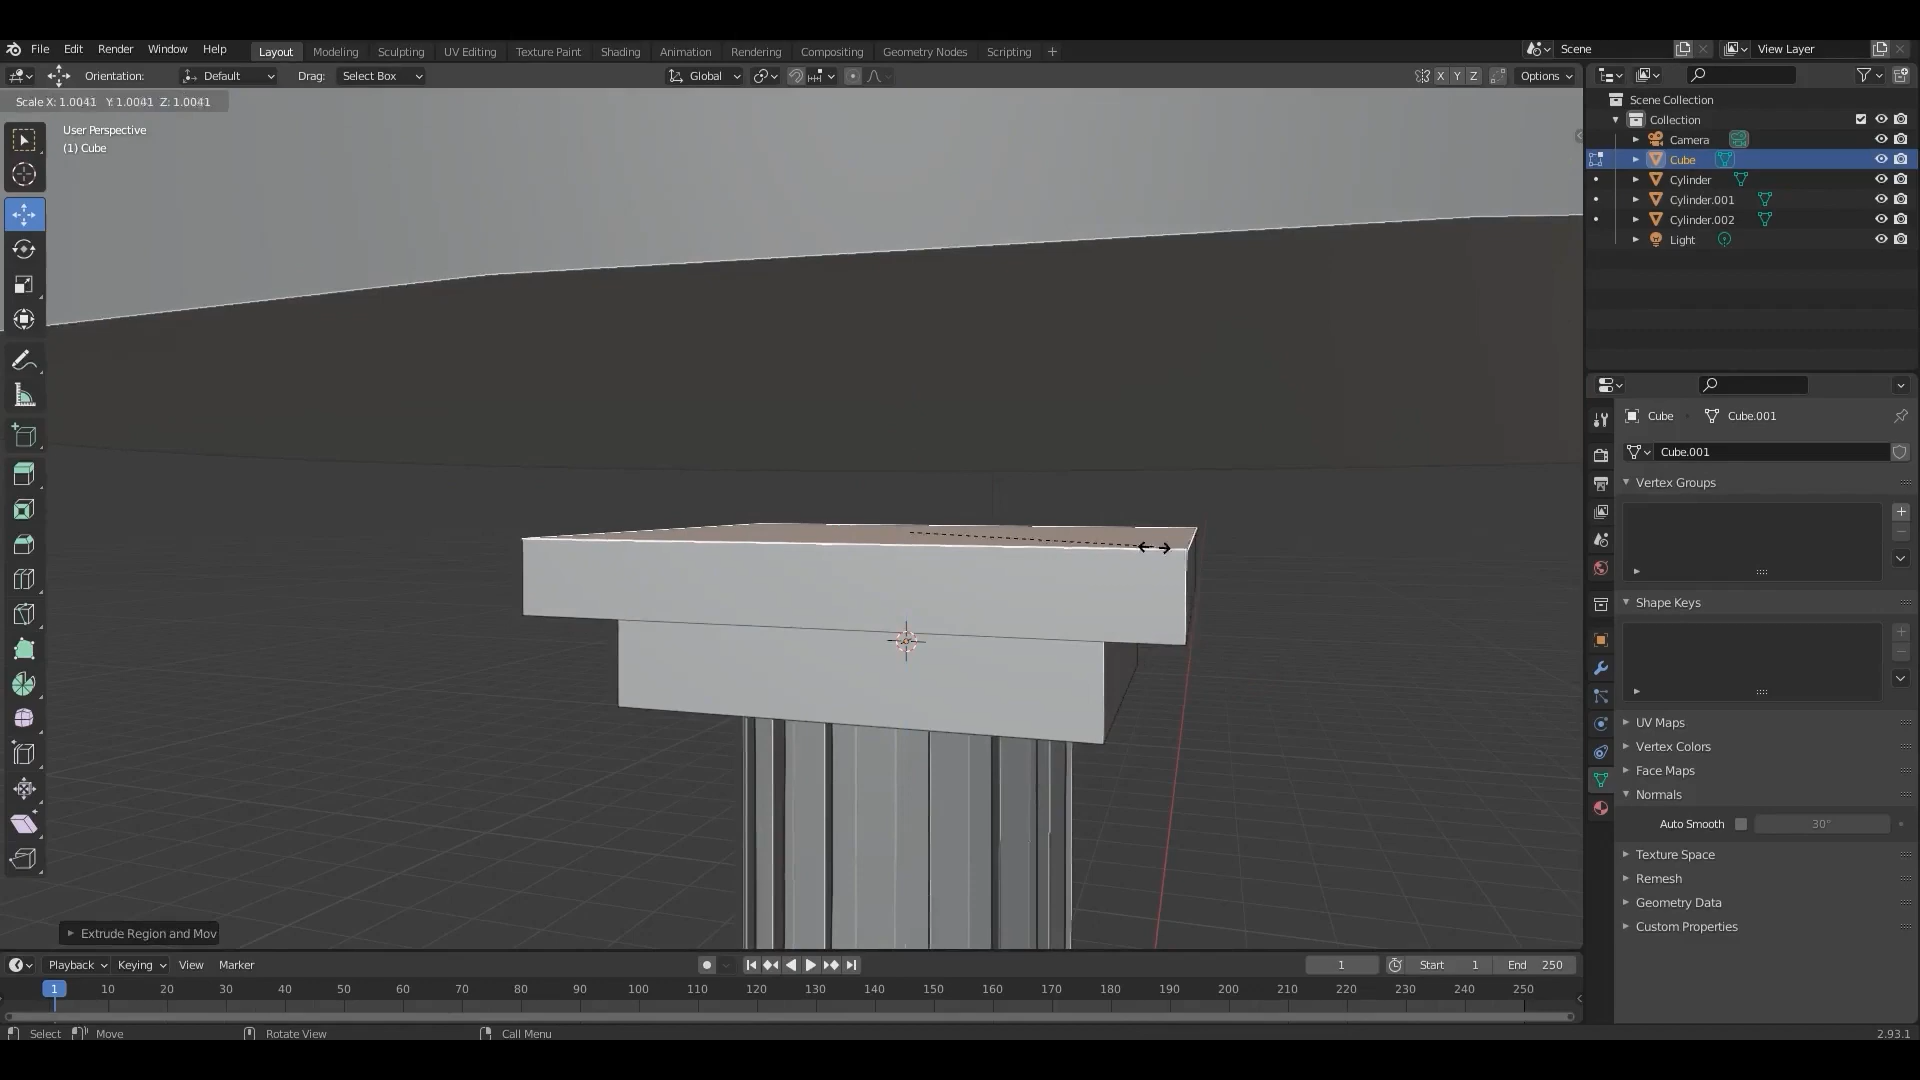 File Edit Render Window Help Layout Modeling Sculpting UV Editing Texture Paint Shading Animation Rendering Compositing Geometry Nodes Scripting + Scene View Layer
Orientation: Default Drag: Select Box Global X Y Z Options
Scale X: 1.0041 Y: 1.0041 Z: 1.0041
User Perspective
(1) Cube
Scene Collection
Collection
Camera
Cube
Cylinder
Cylinder.001
Cylinder.002
Light
Cube Cube.001
Cube.001
Vertex Groups
Shape Keys
UV Maps
Vertex Colors
Face Maps
Normals
Auto Smooth 30°
Texture Space
Remesh
Geometry Data
Custom Properties
Extrude Region and Mov
Playback Keying View Marker 1 Start 1 End 250
1 10 20 30 40 50 60 70 80 90 100 110 120 130 140 150 160 170 180 190 200 210 220 230 240 250
Select Move Rotate View Call Menu 2.93.1